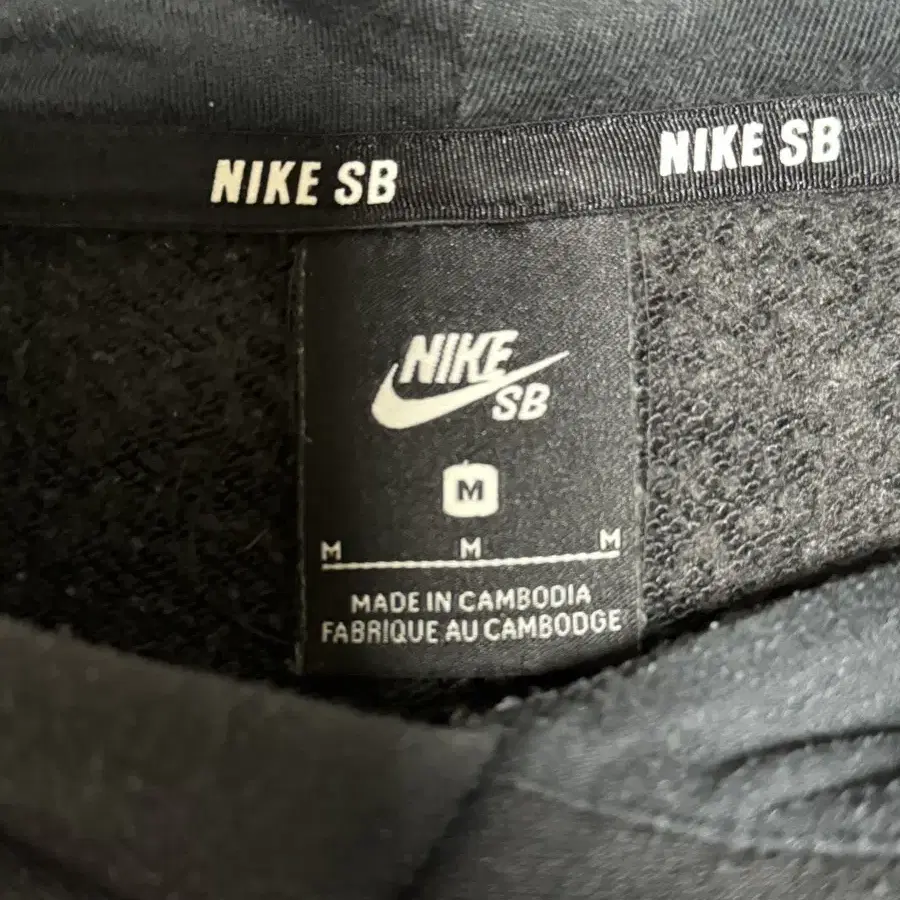 NIKE SB NIKE SB
NIKE
SB
M
M M M
MADE IN CAMBODIA
FABRIQUE AU CAMBODGE